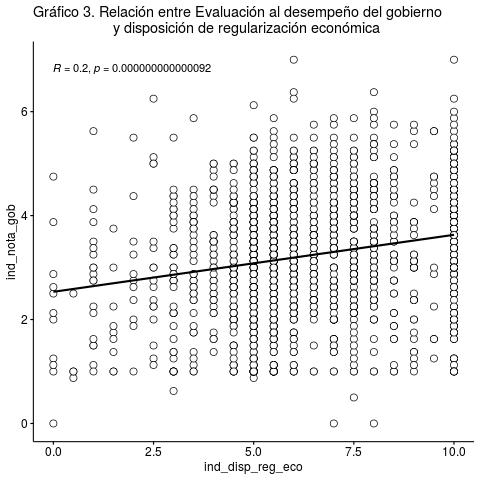 Gráfico 3. Relación entre Evaluación al desempeño del gobierno
y disposición de regularización económica
R = 0.2, p = 0.000000000000092
6
4
2
0
ind_nota_gob
0.0 2.5 5.0 7.5 10.0
ind_disp_reg_eco